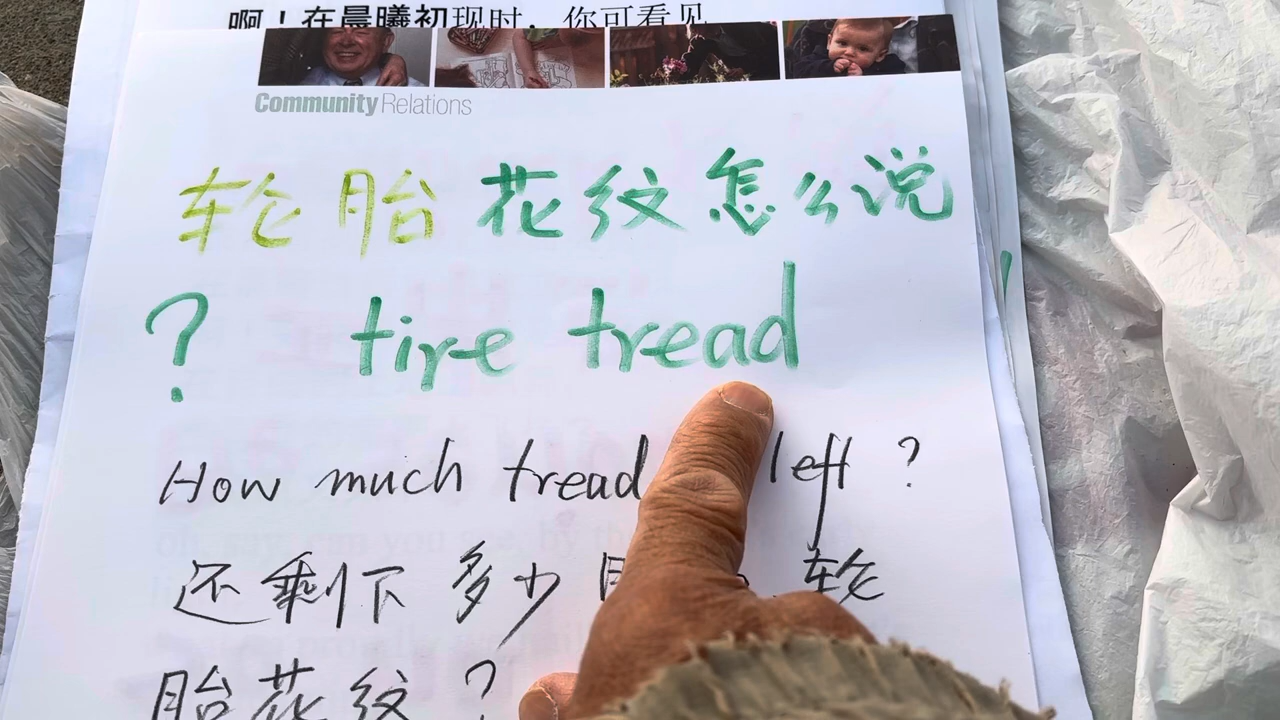 啊！在晨曦初现时，你可看见
Community Relations
轮胎花纹怎么说
? tire tread
How much tread left ?
还剩下多少 轮
胎花纹?